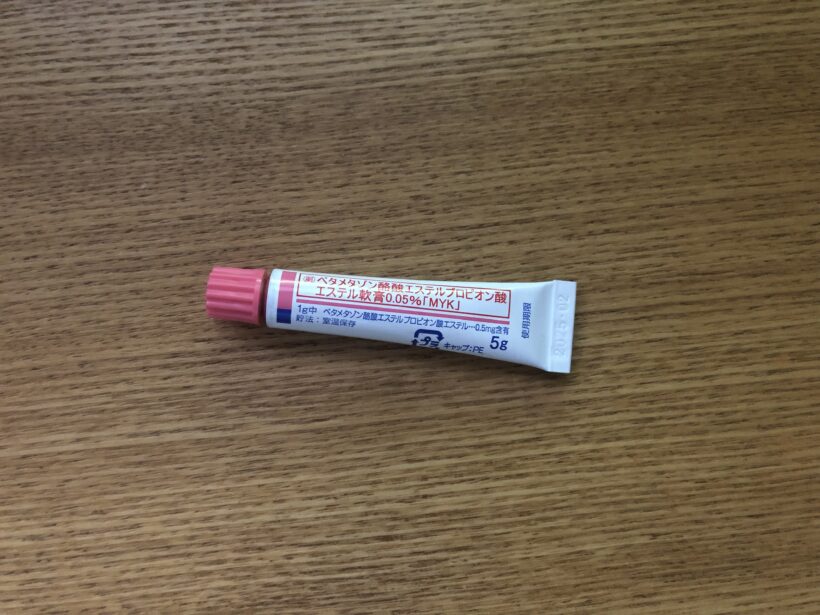 劇 ベタメタゾン酪酸エステルプロピオン酸
エステル軟膏0.05%「MYK」
1g中 ベタメタゾン酪酸エステルプロピオン酸エステル…0.5mg含有
貯法:室温保存
プラ キャップ:PE 5g
使用期限
2025.02